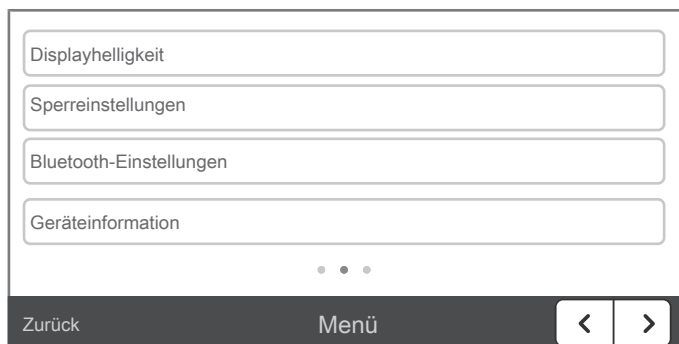 Displayhelligkeit
Sperreinstellungen
Bluetooth-Einstellungen
Geräteinformation
Zurück Menü